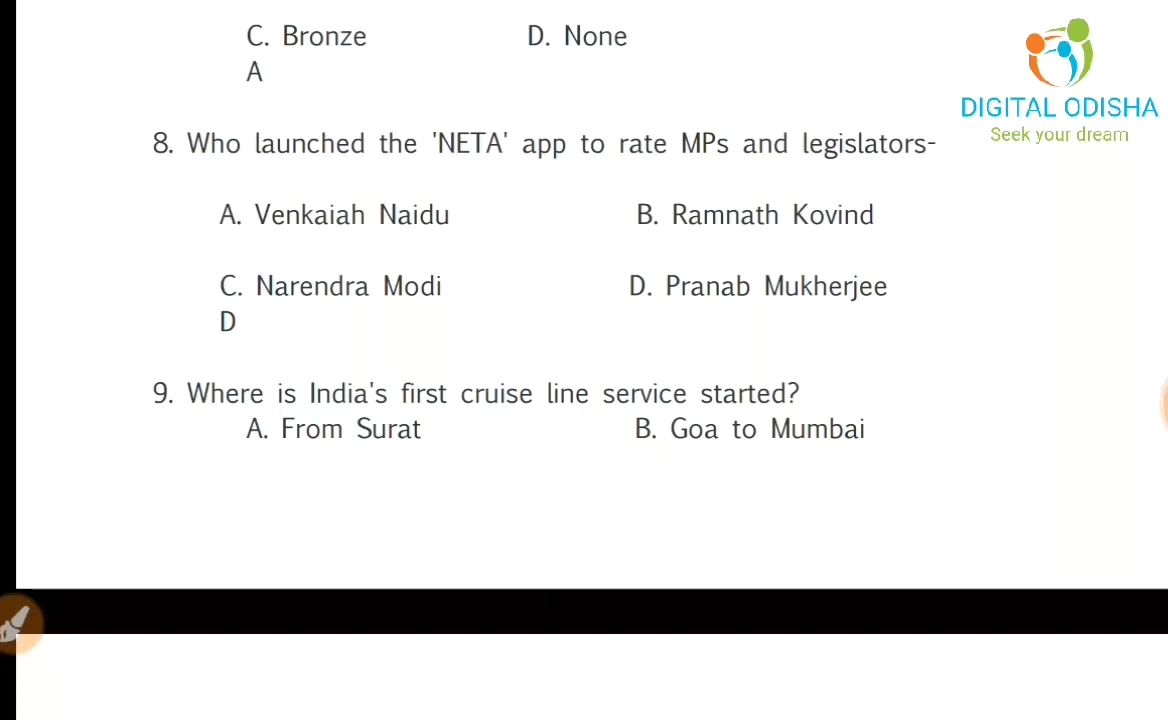 C. Bronze D. None
A
DIGITAL ODISHA
Seek your dream
8. Who launched the 'NETA' app to rate MPs and legislators-
A. Venkaiah Naidu B. Ramnath Kovind
C. Narendra Modi D. Pranab Mukherjee
D
9. Where is India's first cruise line service started?
A. From Surat B. Goa to Mumbai